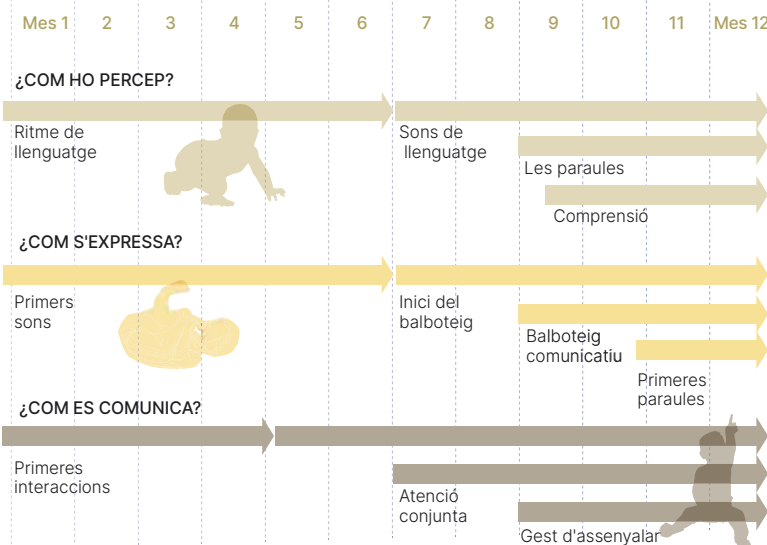 Mes 1 2 3 4 5 6 7 8 9 10 11 Mes 12
¿COM HO PERCEP?
Ritme de
llenguatge
Sons de
llenguatge
Les paraules
Comprensió
¿COM S'EXPRESSA?
Primers
sons
Inici del
balboteig
Balboteig
comunicatiu
Primeres
paraules
¿COM ES COMUNICA?
Primeres
interaccions
Atenció
conjunta
Gest d'assenyalar